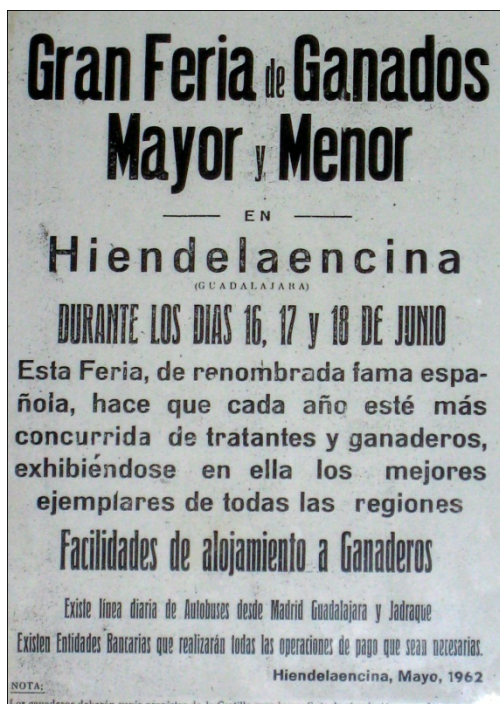 Gran Feria de Ganados
Mayor y Menor
EN
Hiendelaencina
(GUADALAJARA)
DURANTE LOS DIAS 16, 17 y 18 DE JUNIO
Esta Feria, de renombrada fama espa-
ñola, hace que cada año esté más
concurrida de tratantes y ganaderos,
exhibiéndose en ella los mejores
ejemplares de todas las regiones
Facilidades de alojamiento a Ganaderos
Existe línea diaria de Autobuses desde Madrid Guadalajara y Jadraque
Existen Entidades Bancarias que realizarán todas las operaciones de pago que sean necesarias.
Hiendelaencina, Mayo, 1962
NOTA: